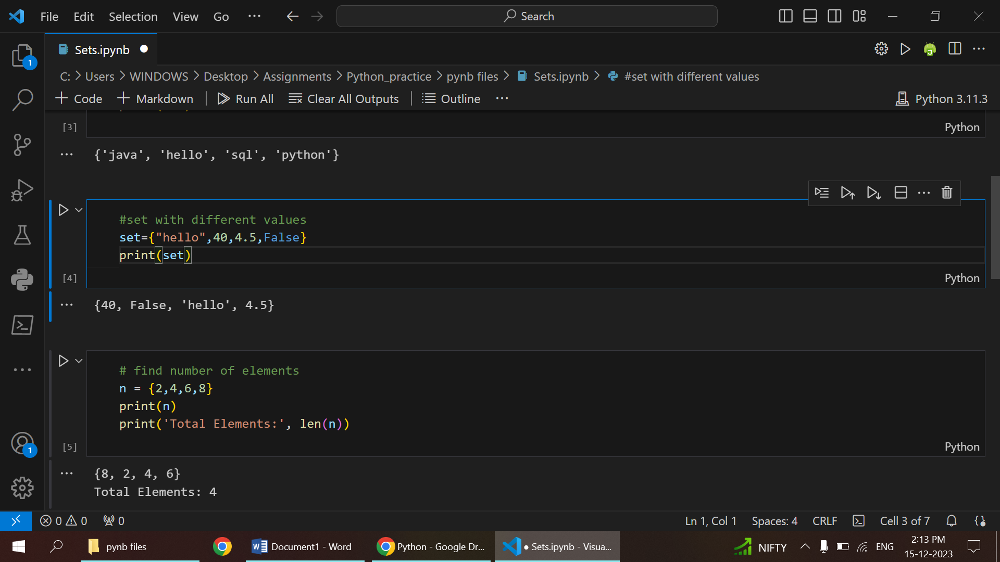 File Edit Selection View Go ··· Search
Sets.ipynb
1
C: > Users > WINDOWS > Desktop > Assignments > Python_practice > pynb files > Sets.ipynb > #set with different values
+ Code + Markdown | Run All Clear All Outputs | Outline ··· Python 3.11.3
[3] Python
{'java', 'hello', 'sql', 'python'}
#set with different values
set={"hello",40,4.5,False}
print(set)
[4] Python
{40, False, 'hello', 4.5}
# find number of elements
n = {2,4,6,8}
print(n)
print('Total Elements:', len(n))
[5] Python
1
{8, 2, 4, 6}
Total Elements: 4
0 0 0 Ln 1, Col 1 Spaces: 4 CRLF Cell 3 of 7
pynb files Document1 - Word Python - Google Dr... ● Sets.ipynb - Visua... NIFTY ENG 2:13 PM
15-12-2023